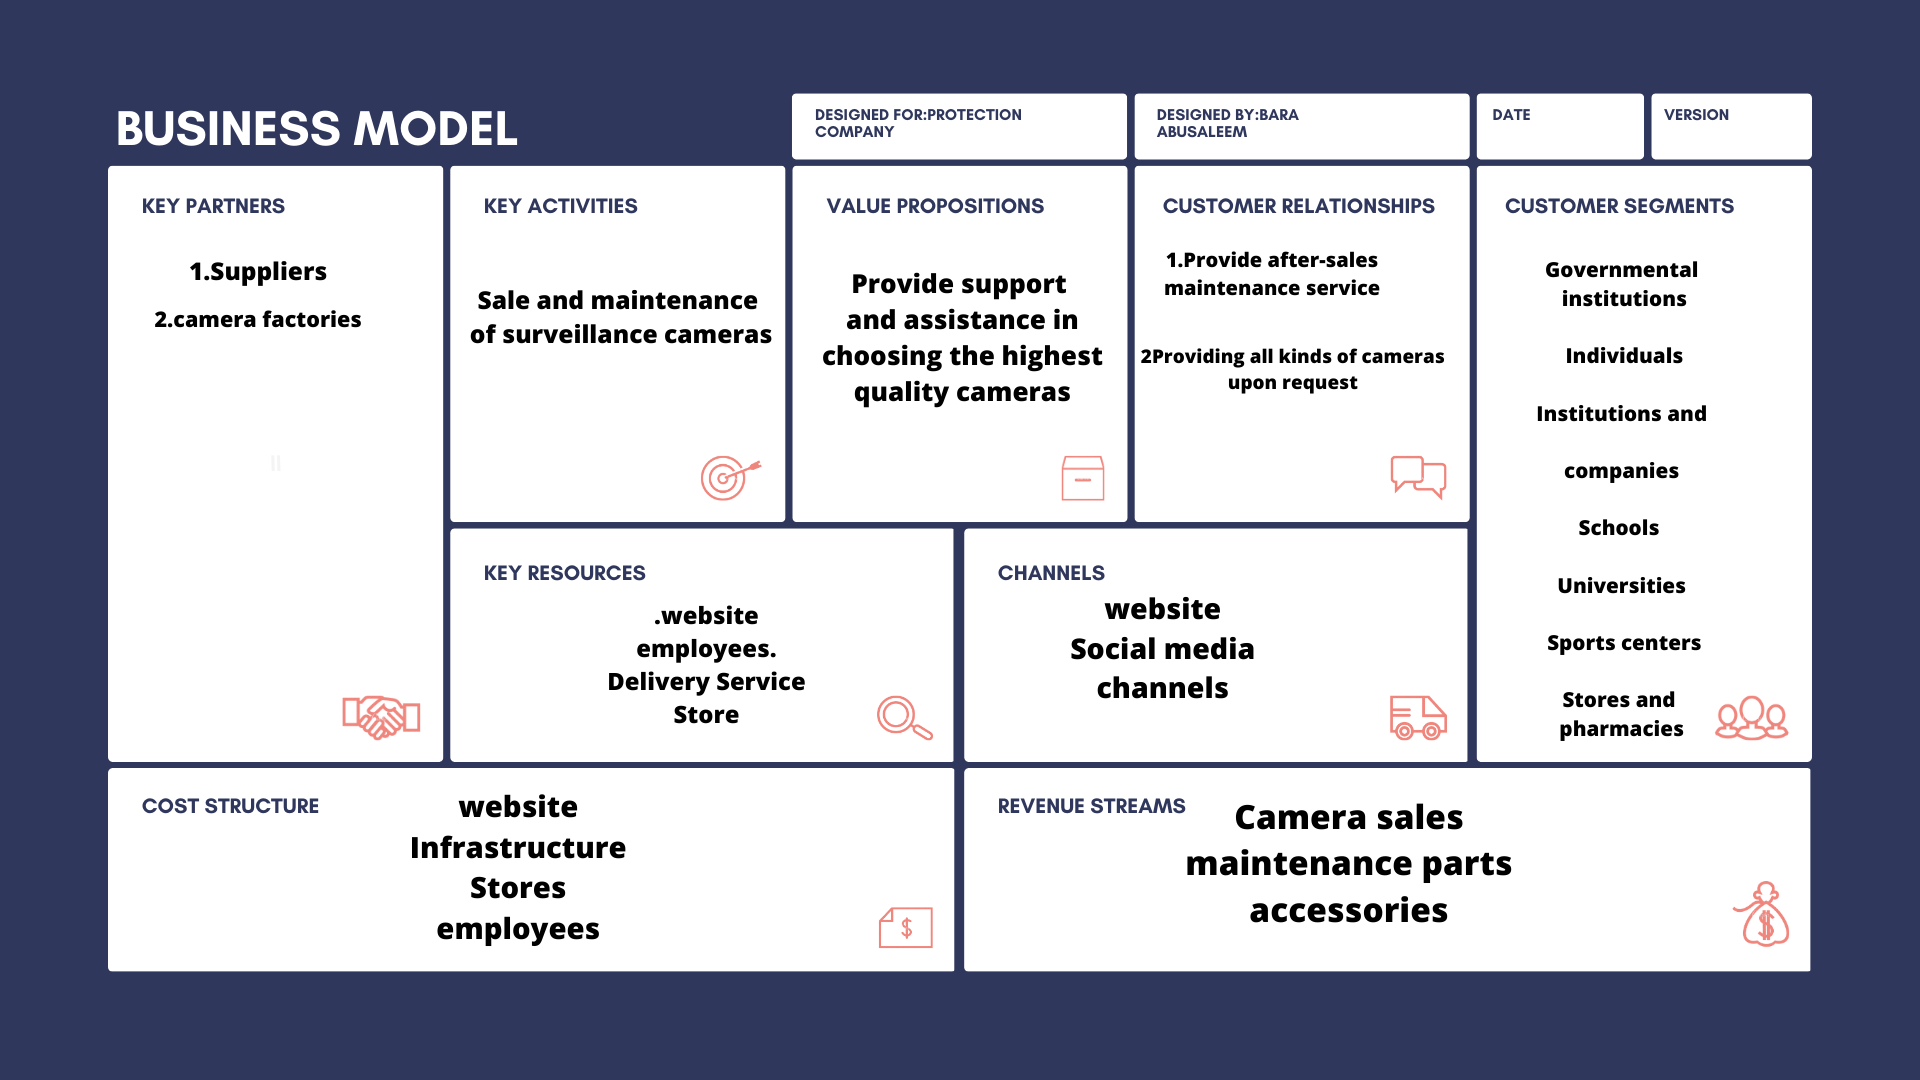 BUSINESS MODEL
DESIGNED FOR:PROTECTION
COMPANY
DESIGNED BY:BARA
ABUSALEEM
DATE
VERSION
KEY PARTNERS
1.Suppliers
2.camera factories
KEY ACTIVITIES
Sale and maintenance
of surveillance cameras
VALUE PROPOSITIONS
Provide support
and assistance in
choosing the highest
quality cameras
CUSTOMER RELATIONSHIPS
1.Provide after-sales
maintenance service
2Providing all kinds of cameras
upon request
CUSTOMER SEGMENTS
Governmental
institutions
Individuals
Institutions and
companies
Schools
Universities
Sports centers
Stores and
pharmacies
KEY RESOURCES
.website
employees.
Delivery Service
Store
CHANNELS
website
Social media
channels
COST STRUCTURE
website
Infrastructure
Stores
employees
$
REVENUE STREAMS
Camera sales
maintenance parts
accessories
$